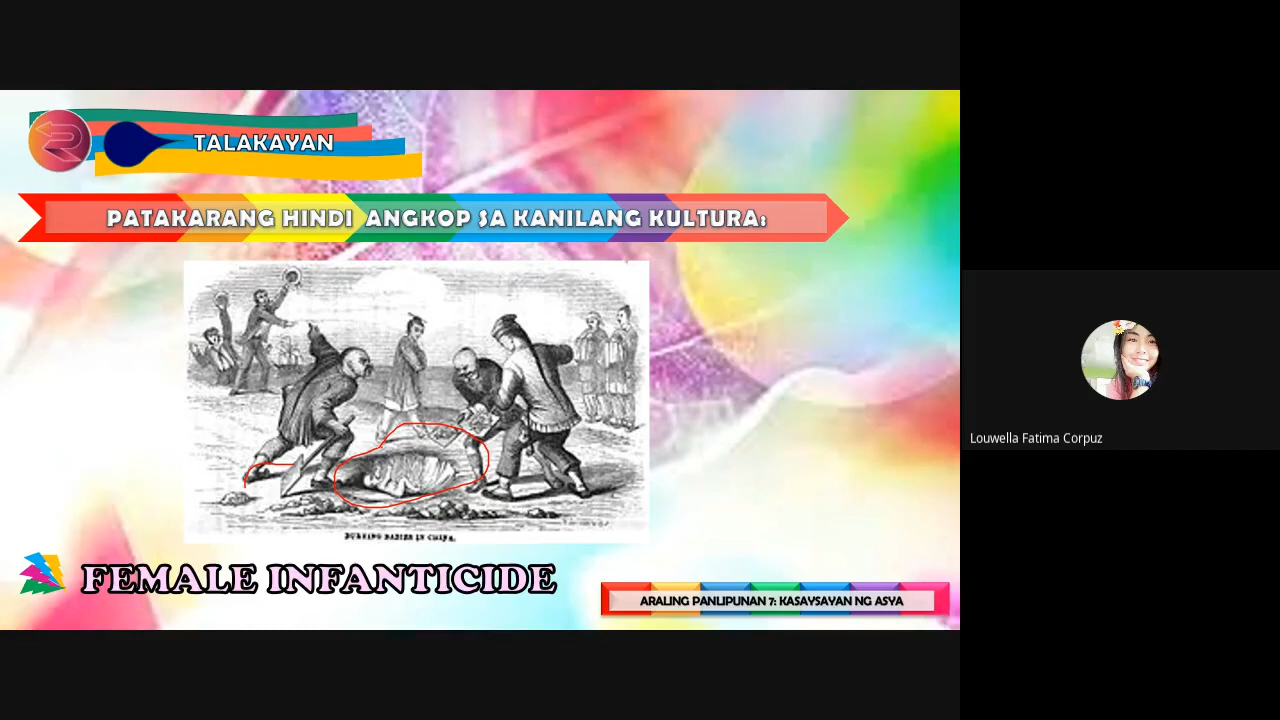 TALAKAYAN
PATAKARANG HINDI ANGKOP SA KANILANG KULTURA:
BURYING BABIES IN CHINA.
FEMALE INFANTICIDE
ARALING PANLIPUNAN 7: KASAYSAYAN NG ASYA
Louwella Fatima Corpuz